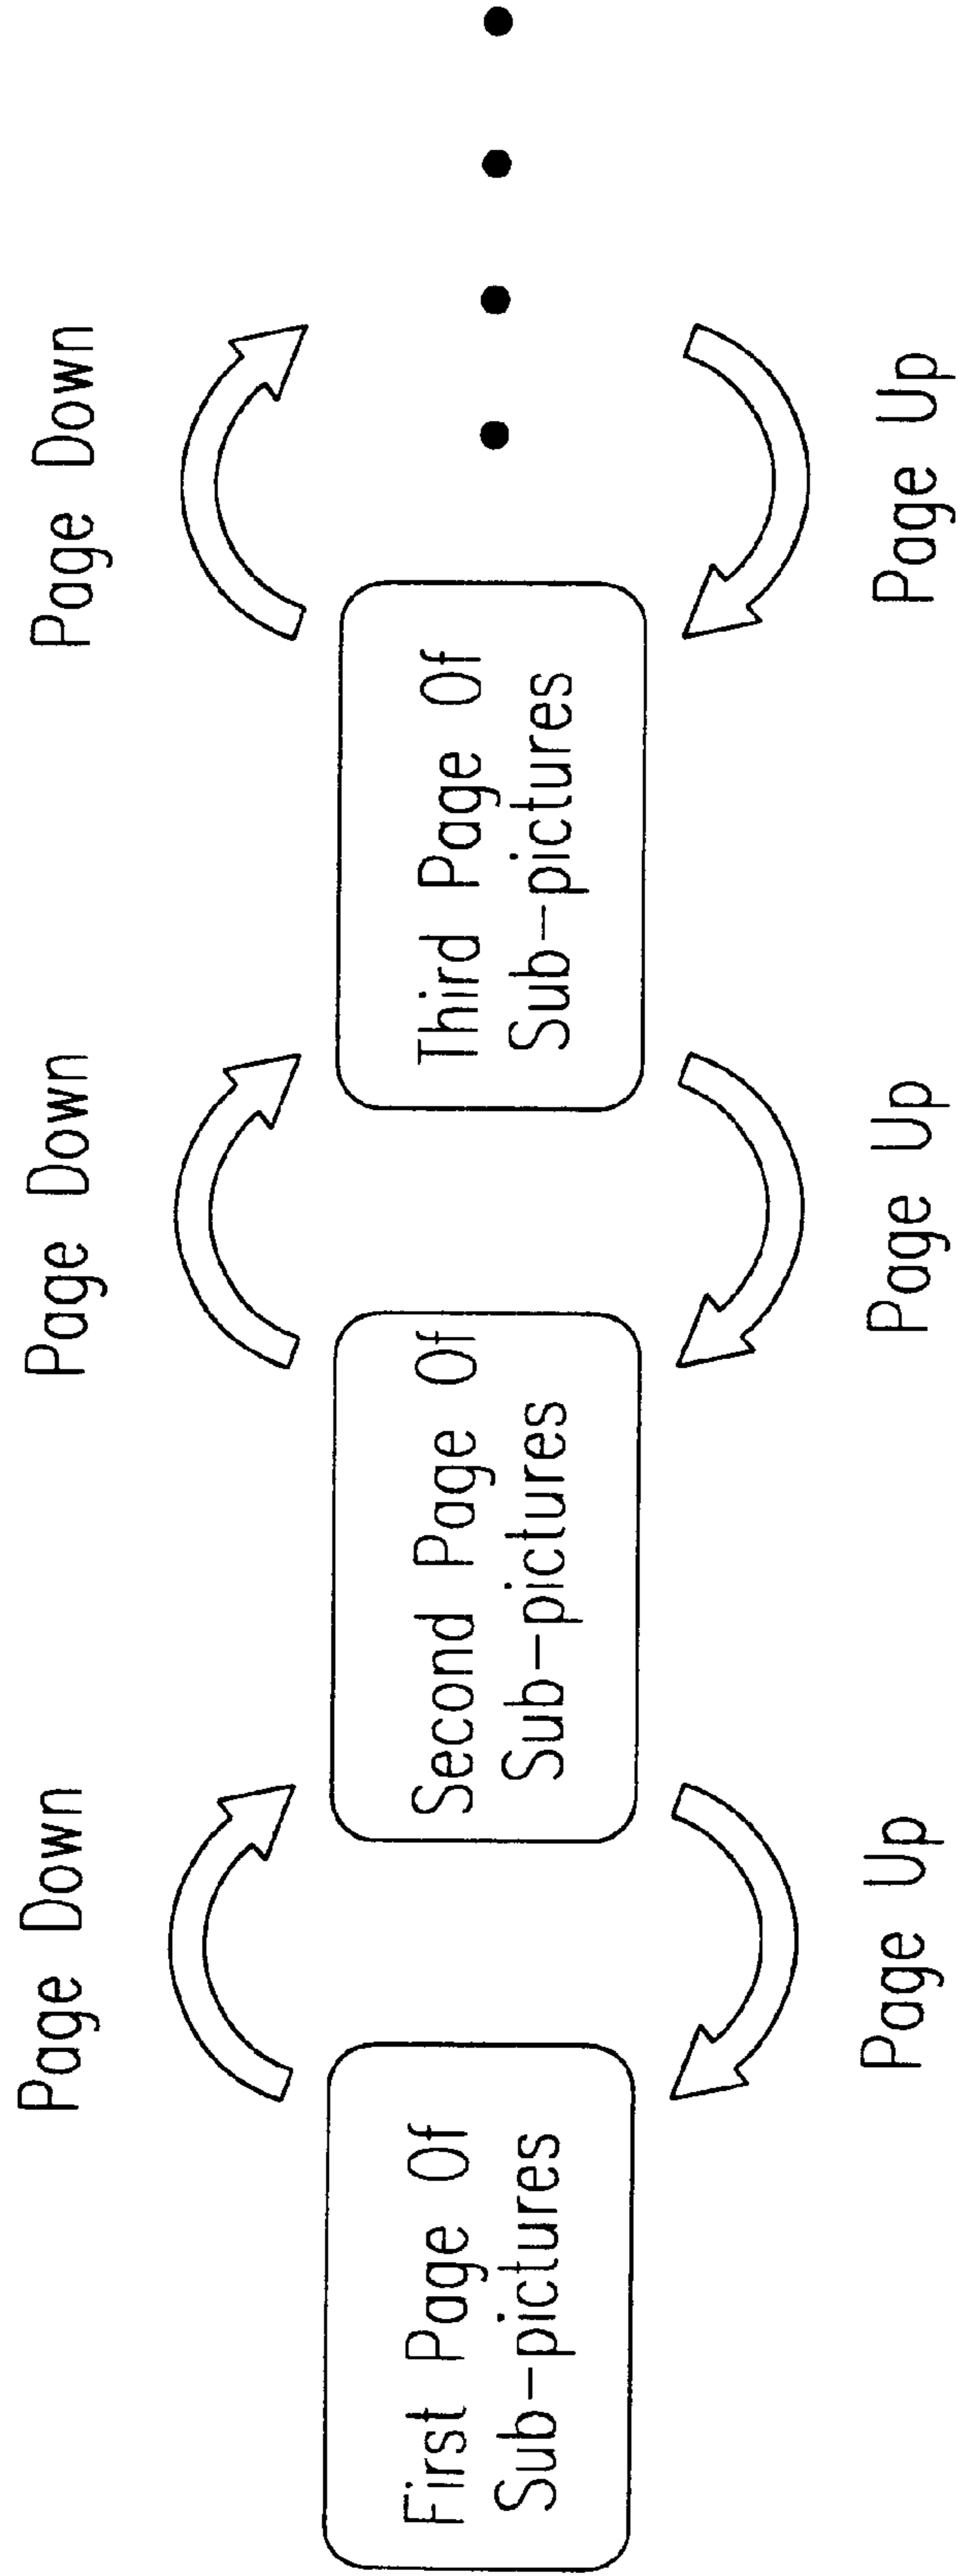 Page Down
Page Down
Page Down
First Page Of
Sub-pictures
Second Page Of
Sub-pictures
Third Page Of
Sub-pictures
Page Up
Page Up
Page Up